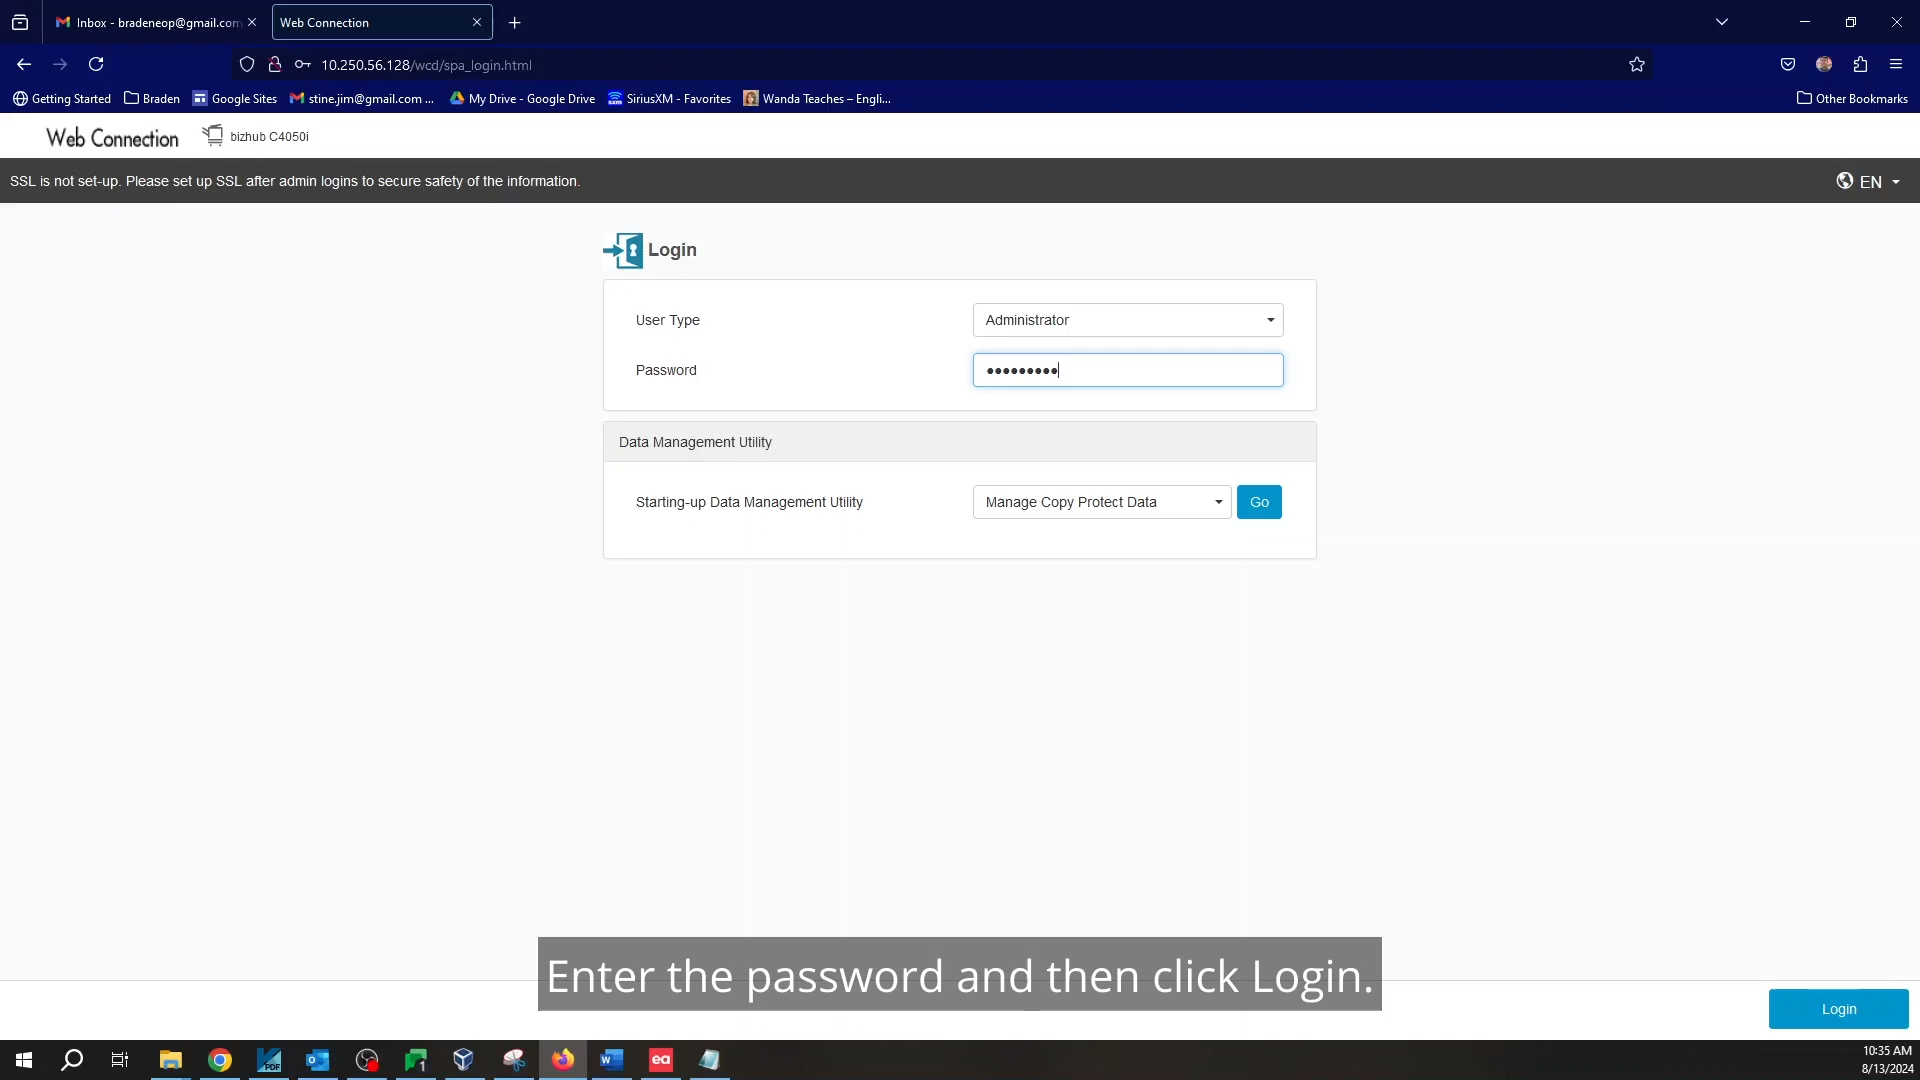 Inbox - bradeneop@gmail.com
Web Connection
10.250.56.128/wcd/spa_login.html
Getting Started
Braden
Google Sites
stine.jim@gmail.com ...
My Drive - Google Drive
SiriusXM - Favorites
Wanda Teaches – Engli...
Other Bookmarks
Web Connection
bizhub C4050i
SSL is not set-up. Please set up SSL after admin logins to secure safety of the information.
EN
Login
User Type
Administrator
Password
Data Management Utility
Starting-up Data Management Utility
Manage Copy Protect Data
Go
Enter the password and then click Login.
Login
PDF
1
W
ea
10:35 AM
8/13/2024